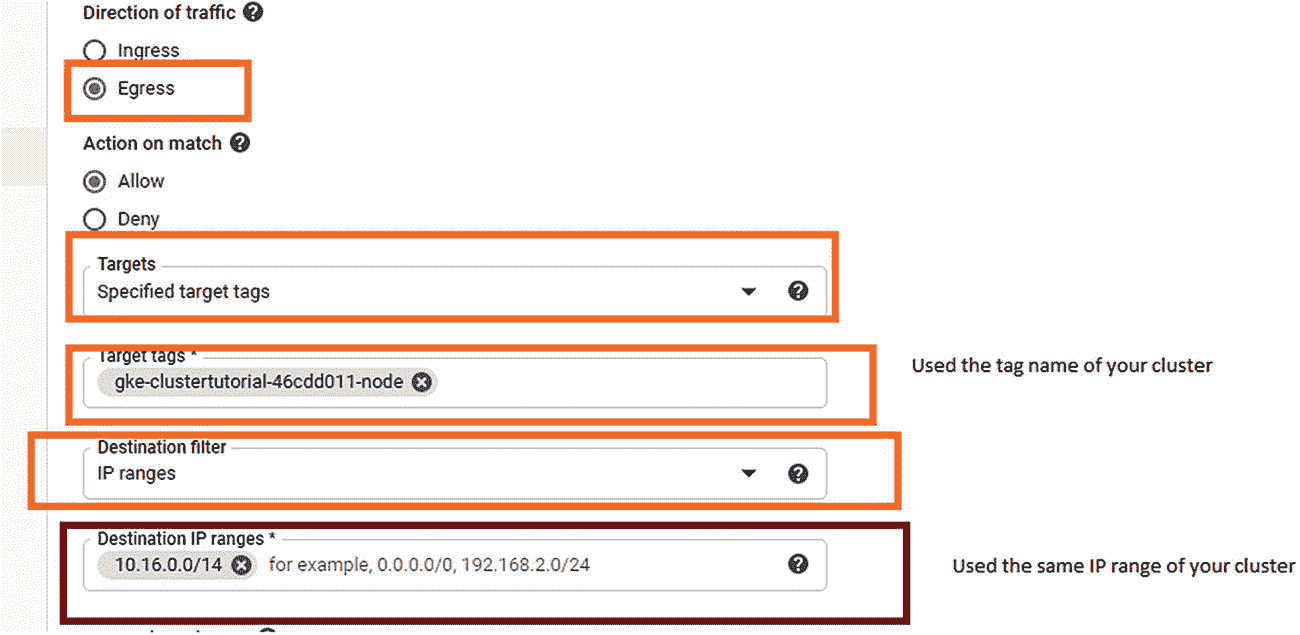 Direction of traffic
Ingress
Egress
Action on match
Allow
Deny
Targets
Specified target tags
Target tags *
gke-clustertutorial-46cdd011-node
Used the tag name of your cluster
Destination filter
IP ranges
Destination IP ranges *
10.16.0.0/14 for example, 0.0.0.0/0, 192.168.2.0/24
Used the same IP range of your cluster